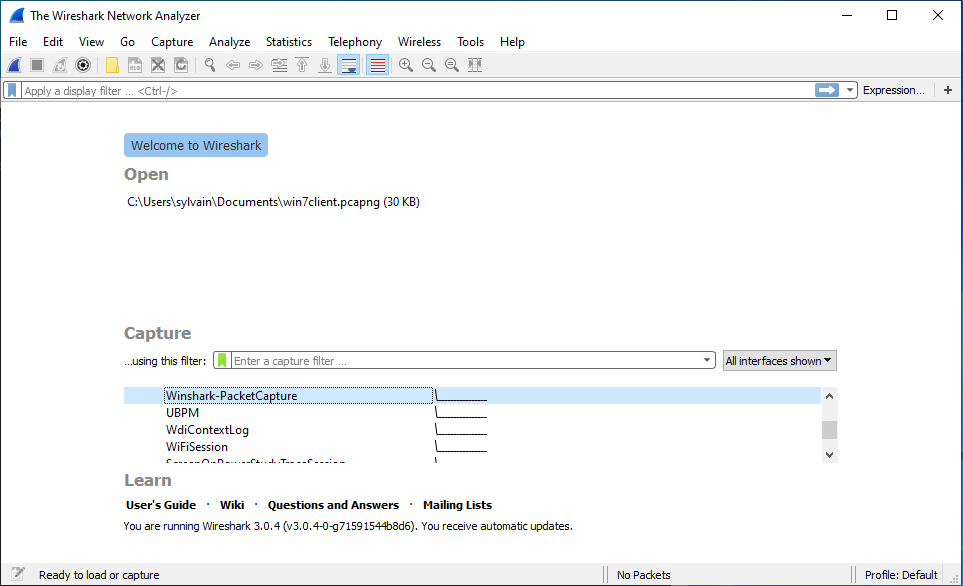 The Wireshark Network Analyzer
File Edit View Go Capture Analyze Statistics Telephony Wireless Tools Help
Apply a display filter ... <Ctrl-/> Expression... +
Welcome to Wireshark
Open
C:\Users\sylvain\Documents\win7client.pcapng (30 KB)
Capture
...using this filter: Enter a capture filter ... All interfaces shown
Winshark-PacketCapture
UBPM
WdiContextLog
WiFiSession
ScreenOnPowerStudyTraceSession
Learn
User's Guide · Wiki · Questions and Answers · Mailing Lists
You are running Wireshark 3.0.4 (v3.0.4-0-g71591544b8d6). You receive automatic updates.
Ready to load or capture No Packets Profile: Default